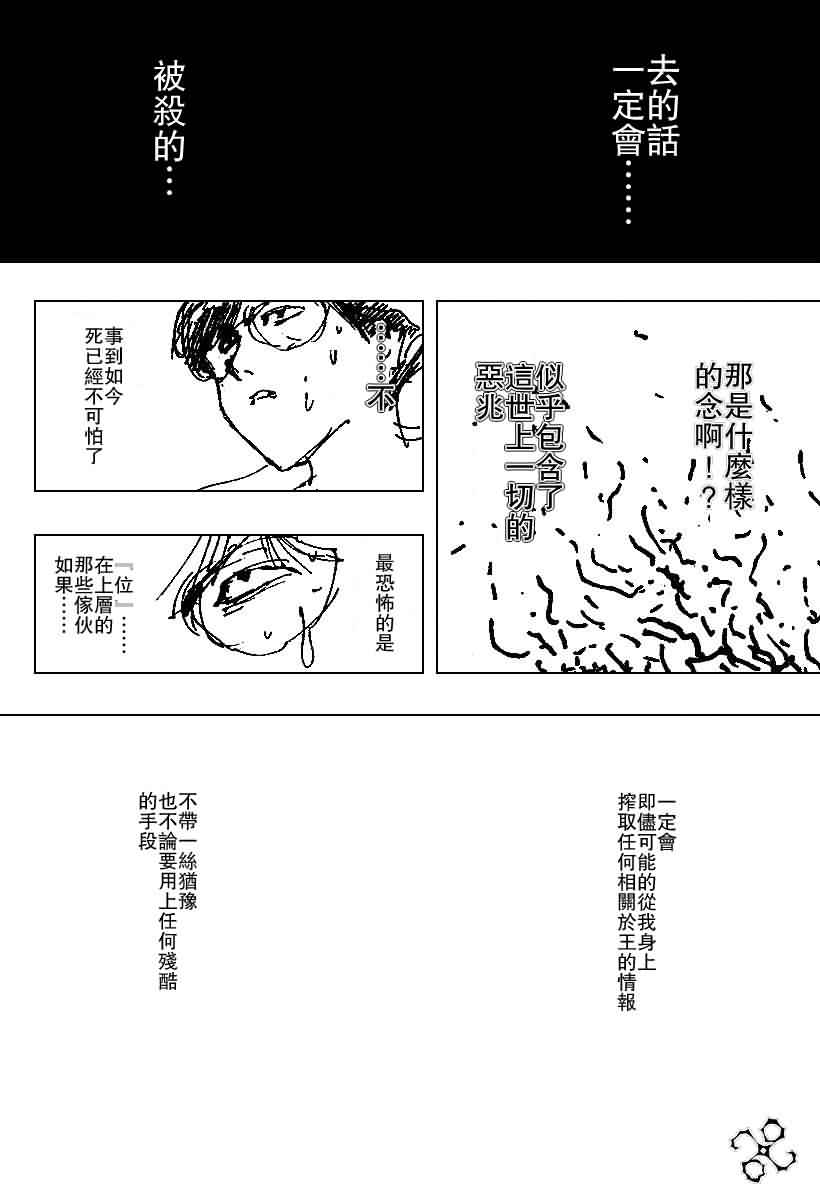 去的話
一定會……
被殺的…
那是什麼樣
的念啊！？
似乎包含了
這世上一切的
惡兆
……不
事到如今
死已經不可怕了
最恐怖的是
『位』……
在上層的
那些傢伙
如果……
一定會
即儘可能的從我身上
搾取任何相關於王的情報
不帶一絲猶豫
也不論要用上任何殘酷
的手段